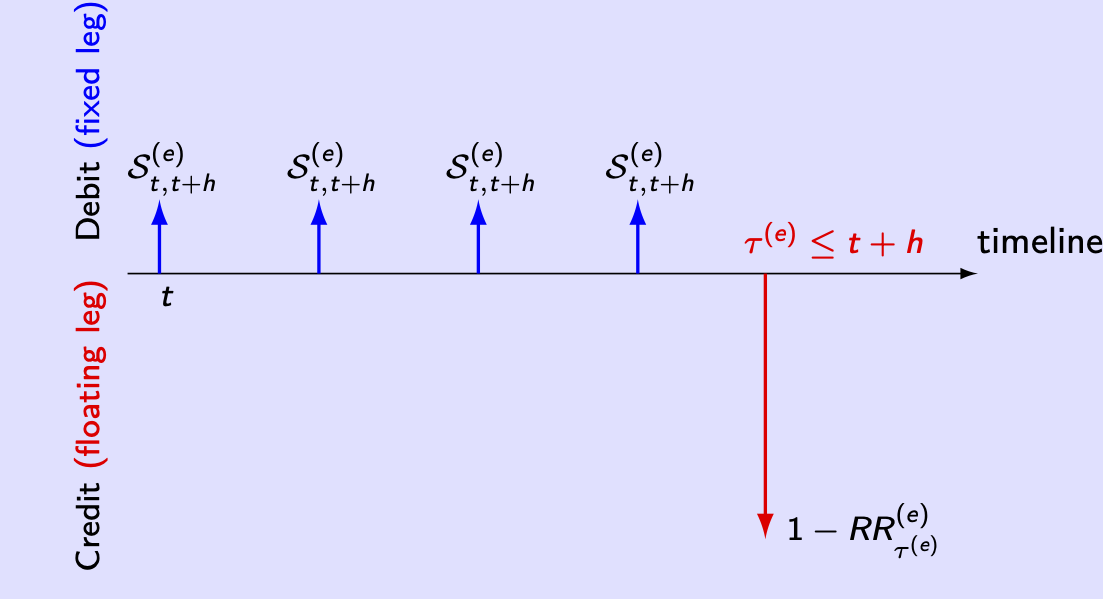 Debit (fixed leg)
Credit (floating leg)
$\mathcal{S}_{t,t+h}^{(e)}$ $\mathcal{S}_{t,t+h}^{(e)}$ $\mathcal{S}_{t,t+h}^{(e)}$ $\mathcal{S}_{t,t+h}^{(e)}$
$\tau^{(e)} \leq t + h$ timeline
$t$
$1 - RR_{\tau^{(e)}}^{(e)}$